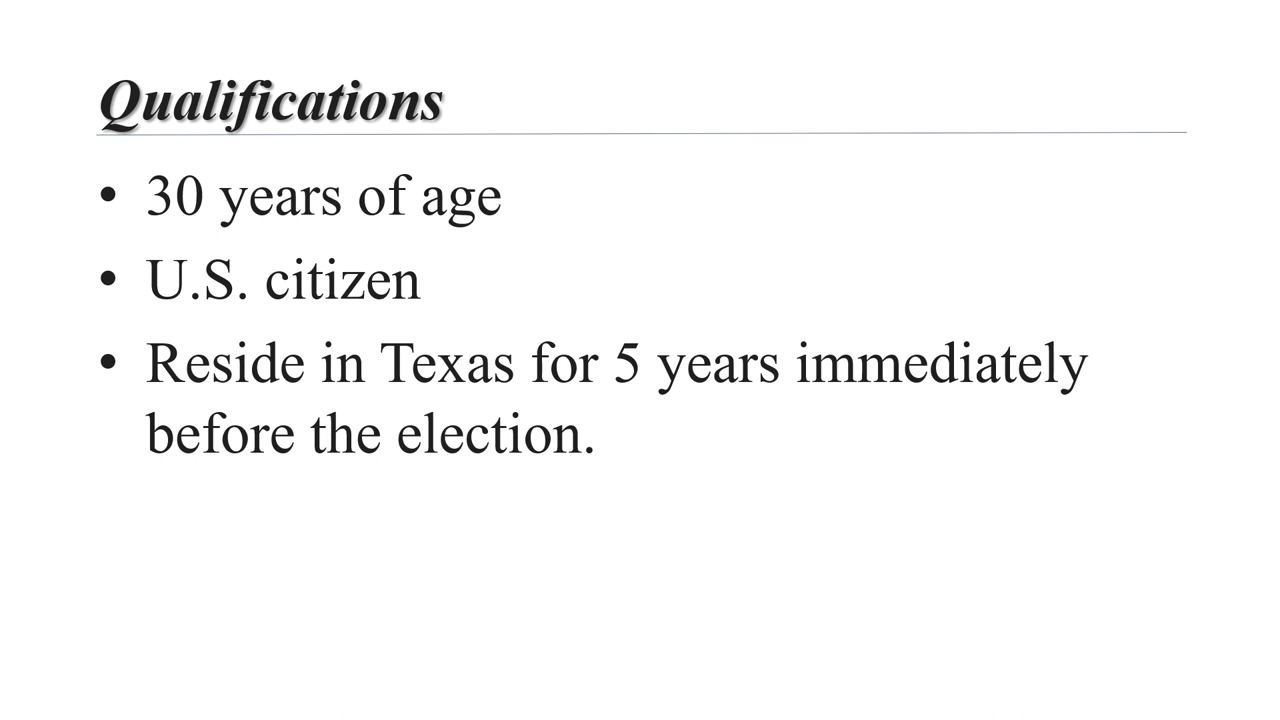 Qualifications
• 30 years of age
• U.S. citizen
• Reside in Texas for 5 years immediately
before the election.